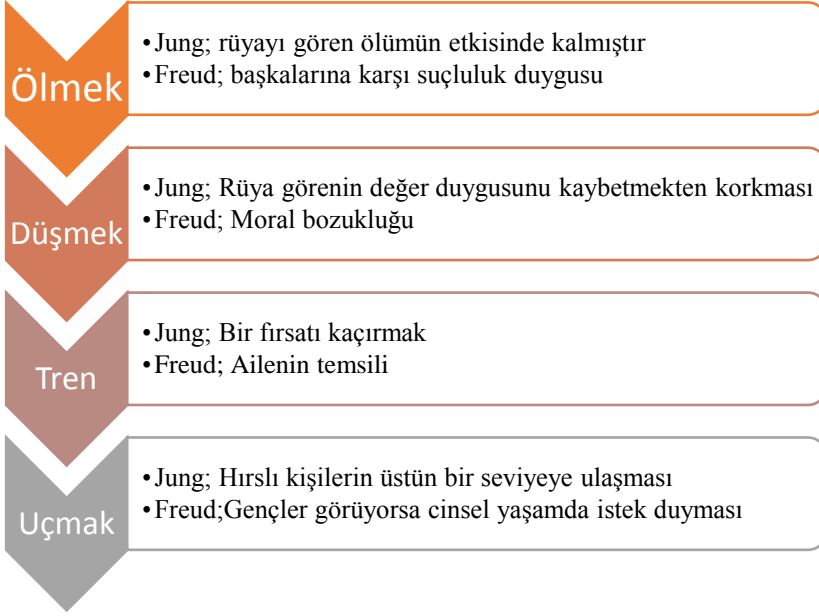 Ölmek
•Jung; rüyayı gören ölümün etkisinde kalmıştır
•Freud; başkalarına karşı suçluluk duygusu
Düşmek
•Jung; Rüya görenin değer duygusunu kaybetmekten korkması
•Freud; Moral bozukluğu
Tren
•Jung; Bir fırsatı kaçırmak
•Freud; Ailenin temsili
Uçmak
•Jung; Hırslı kişilerin üstün bir seviyeye ulaşması
•Freud;Gençler görüyorsa cinsel yaşamda istek duyması